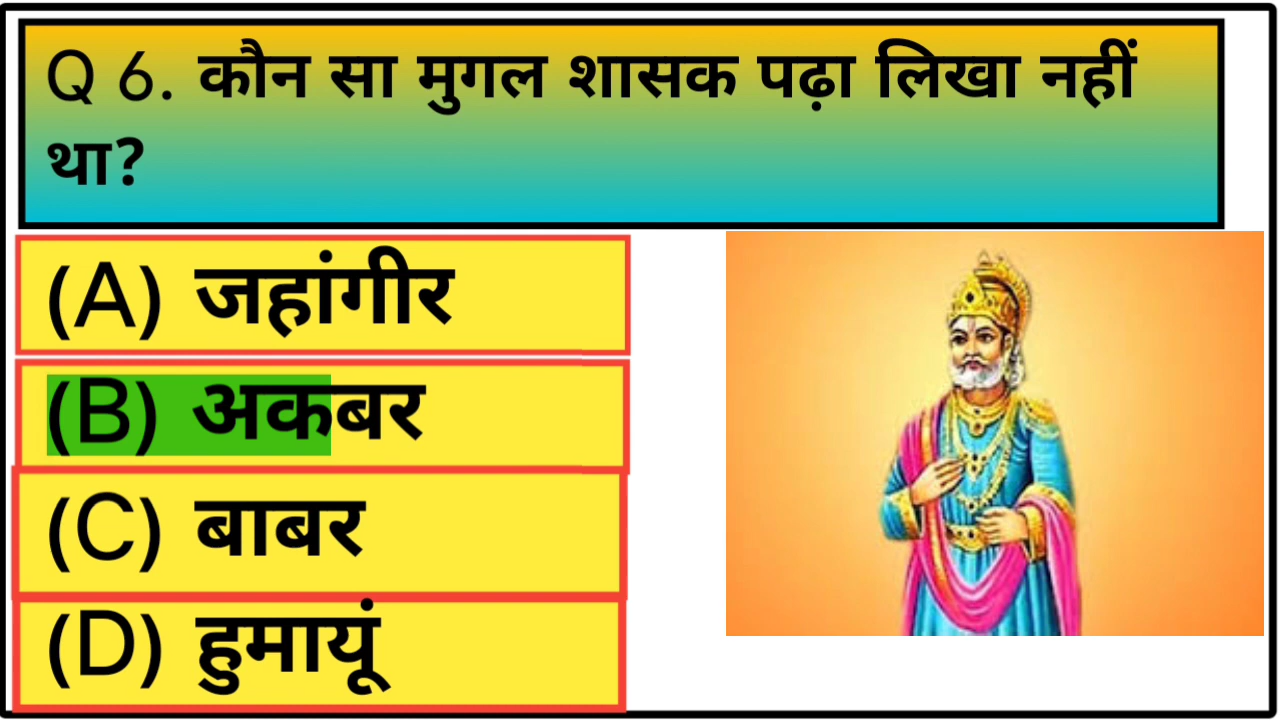 Q 6. कौन सा मुगल शासक पढ़ा लिखा नहीं
था?
(A) जहांगीर
(B) अकबर
(C) बाबर
(D) हुमायूं